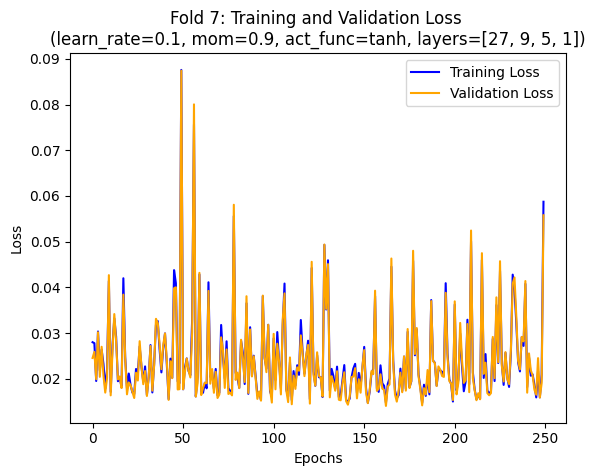 Fold 7: Training and Validation Loss
(learn_rate=0.1, mom=0.9, act_func=tanh, layers=[27, 9, 5, 1])
Training Loss
Validation Loss
0.09
0.08
0.07
0.06
0.05
0.04
0.03
0.02
Loss
0
50
100
150
200
250
Epochs